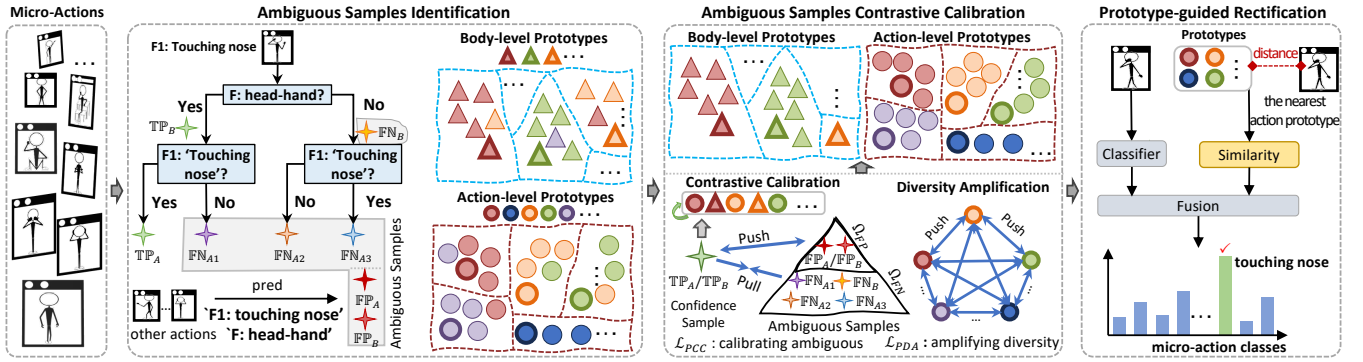 Micro-Actions
...
Ambiguous Samples Identification
F1: Touching nose
F: head-hand?
Yes
No
𝕋ℙ_B
𝔽ℕ_B
F1: 'Touching
nose'?
F1: 'Touching
nose'?
Yes
No
No
Yes
𝕋ℙ_A
𝔽ℕ_A1
𝔽ℕ_A2
𝔽ℕ_A3
𝔽ℙ_A
𝔽ℙ_B
Ambiguous Samples
...
other actions
pred
`F1: touching nose'
`F: head-hand'
Body-level Prototypes
...
Action-level Prototypes
...
Ambiguous Samples Contrastive Calibration
Body-level Prototypes
Action-level Prototypes
...
Contrastive Calibration
...
Push
Pull
𝕋ℙ_A/𝕋ℙ_B
Confidence
Sample
Ω_FP
𝔽ℙ_A/𝔽ℙ_B
Ω_FN
𝔽ℕ_A1
𝔽ℕ_B
𝔽ℕ_A2
𝔽ℕ_A3
Ambiguous Samples
ℒ_PCC : calibrating ambiguous
Diversity Amplification
Push
Push
Push
Push
...
ℒ_PDA : amplifying diversity
Prototype-guided Rectification
Prototypes
distance
the nearest
action prototype
Classifier
Similarity
Fusion
✓
touching nose
...
micro-action classes